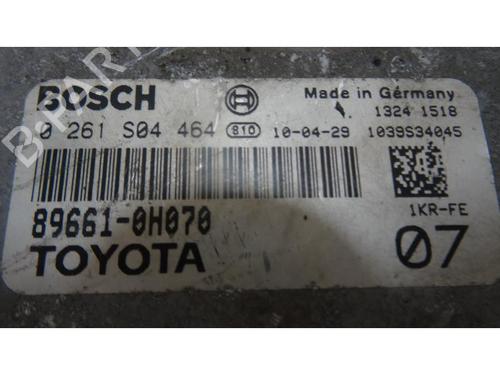 BOSCH
Made in Germany
1324 1518
0 261 S04 464 810 10-04-29 1039S34045
89661-0H070
1KR-FE
TOYOTA
07